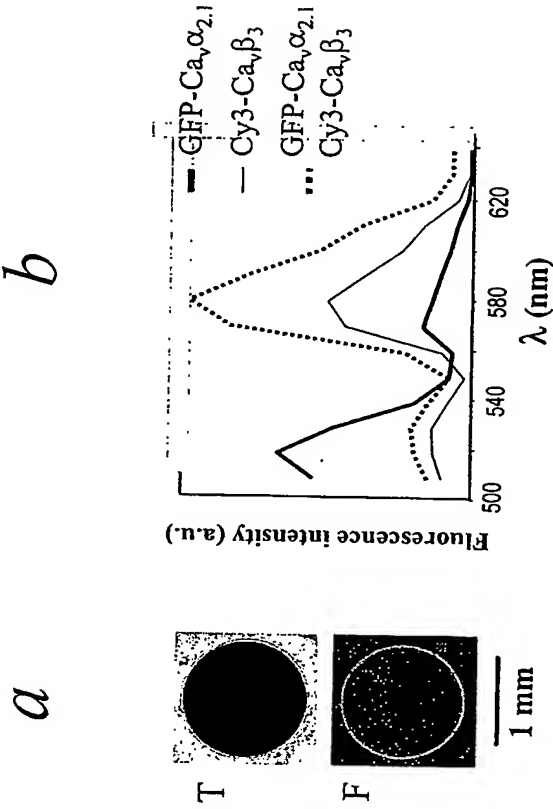 a
T
F
1 mm
b
Fluorescence intensity (a.u.)
GFP-Caᵥα₂.₁
Cy3-Caᵥβ₃
GFP-Caᵥα₂.₁
Cy3-Caᵥβ₃
500 540 580 620
λ (nm)